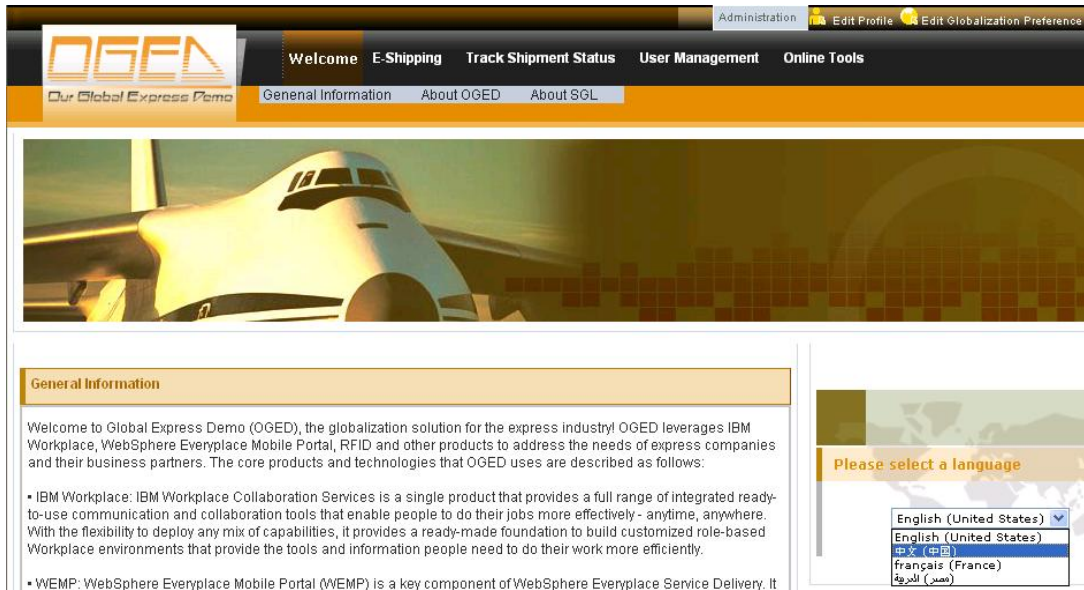 Administration Edit Profile Edit Globalization Preference
OGED
Our Global Express Demo
Welcome E-Shipping Track Shipment Status User Management Online Tools
Genenal Information About OGED About SGL
General Information
Welcome to Global Express Demo (OGED), the globalization solution for the express industry! OGED leverages IBM
Workplace, WebSphere Everyplace Mobile Portal, RFID and other products to address the needs of express companies
and their business partners. The core products and technologies that OGED uses are described as follows:
▪ IBM Workplace: IBM Workplace Collaboration Services is a single product that provides a full range of integrated ready-
to-use communication and collaboration tools that enable people to do their jobs more effectively - anytime, anywhere.
With the flexibility to deploy any mix of capabilities, it provides a ready-made foundation to build customized role-based
Workplace environments that provide the tools and information people need to do their work more efficiently.
▪ WEMP: WebSphere Everyplace Mobile Portal (WEMP) is a key component of WebSphere Everyplace Service Delivery. It
Please select a language
English (United States)
English (United States)
中文 (中国)
français (France)
العربية (مصر)